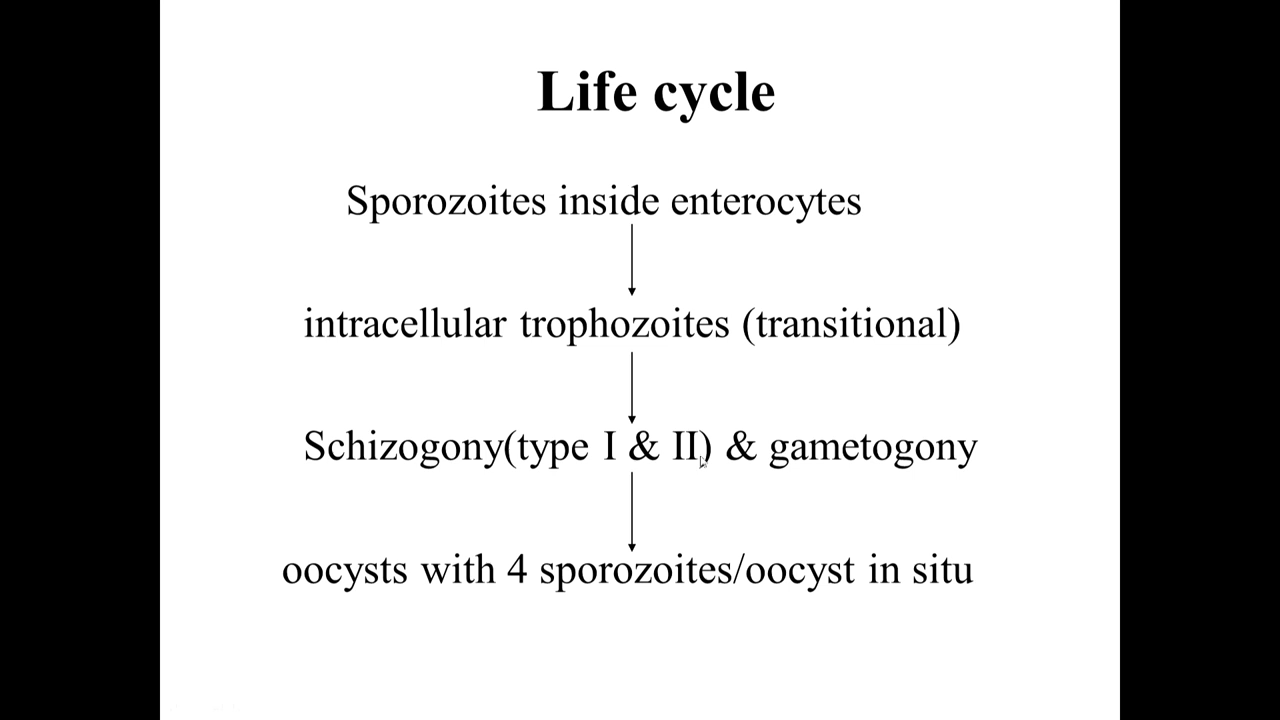 Life cycle
Sporozoites inside enterocytes
intracellular trophozoites (transitional)
Schizogony(type I & II) & gametogony
oocysts with 4 sporozoites/oocyst in situ